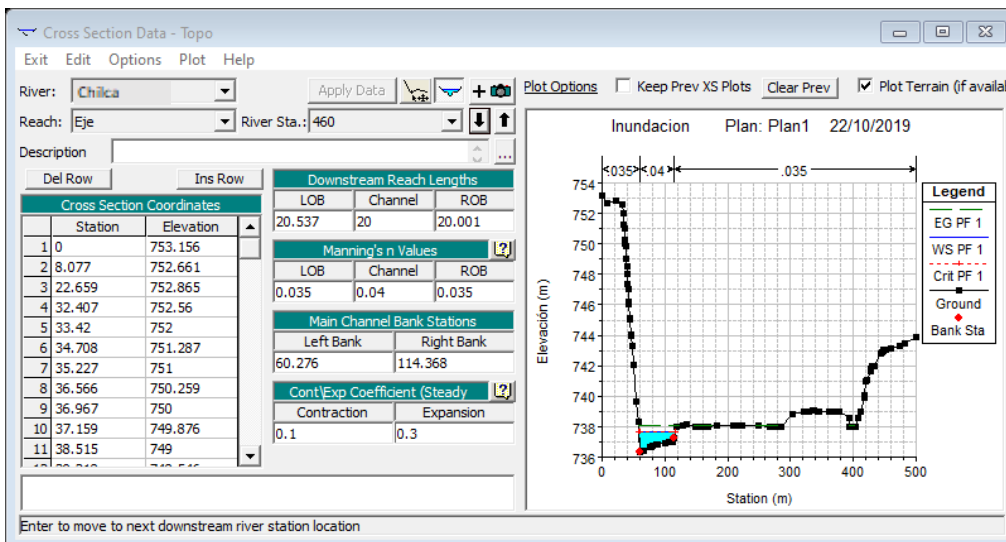 Cross Section Data - Topo
Exit Edit Options Plot Help
River: Chilca Apply Data Plot Options Keep Prev XS Plots Clear Prev Plot Terrain (if availal
Reach: Eje River Sta.: 460
Description ...
Del Row Ins Row
Cross Section Coordinates
Station Elevation
1 0 753.156
2 8.077 752.661
3 22.659 752.865
4 32.407 752.56
5 33.42 752
6 34.708 751.287
7 35.227 751
8 36.566 750.259
9 36.967 750
10 37.159 749.876
11 38.515 749
Downstream Reach Lengths
LOB Channel ROB
20.537 20 20.001
Manning's n Values
LOB Channel ROB
0.035 0.04 0.035
Main Channel Bank Stations
Left Bank Right Bank
60.276 114.368
Cont\Exp Coefficient (Steady
Contraction Expansion
0.1 0.3
Inundacion Plan: Plan1 22/10/2019
.035 .04 .035
754
752
750
748
746
744
742
740
738
736
Elevación (m)
0 100 200 300 400 500
Station (m)
Legend
EG PF 1
WS PF 1
Crit PF 1
Ground
Bank Sta
Enter to move to next downstream river station location